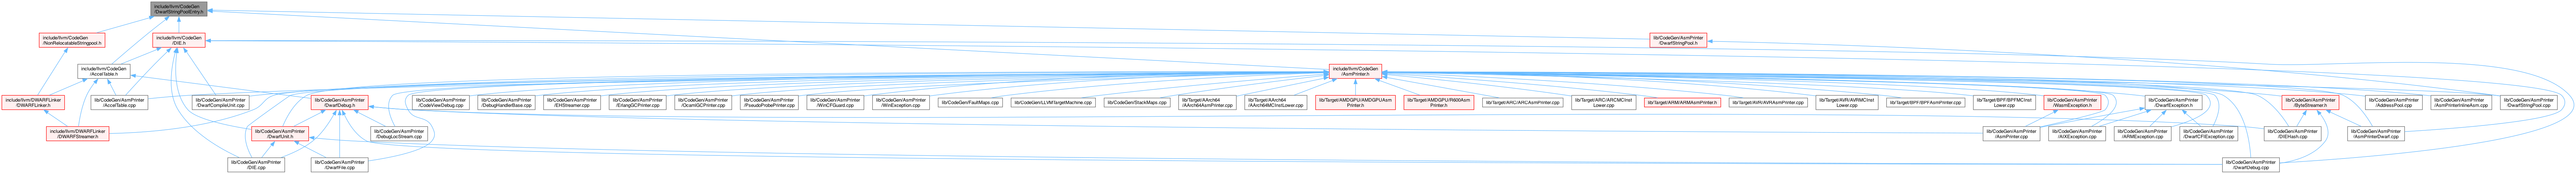 include/llvm/CodeGen
/DwarfStringPoolEntry.h
include/llvm/CodeGen
/NonRelocatableStringpool.h
include/llvm/CodeGen
/DIE.h
lib/CodeGen/AsmPrinter
/DwarfStringPool.h
include/llvm/CodeGen
/AccelTable.h
include/llvm/CodeGen
/AsmPrinter.h
include/llvm/DWARFLinker
/DWARFLinker.h
lib/CodeGen/AsmPrinter
/AccelTable.cpp
lib/CodeGen/AsmPrinter
/DwarfCompileUnit.cpp
lib/CodeGen/AsmPrinter
/DwarfDebug.h
lib/CodeGen/AsmPrinter
/CodeViewDebug.cpp
lib/CodeGen/AsmPrinter
/DebugHandlerBase.cpp
lib/CodeGen/AsmPrinter
/EHStreamer.cpp
lib/CodeGen/AsmPrinter
/ErlangGCPrinter.cpp
lib/CodeGen/AsmPrinter
/OcamlGCPrinter.cpp
lib/CodeGen/AsmPrinter
/PseudoProbePrinter.cpp
lib/CodeGen/AsmPrinter
/WinCFGuard.cpp
lib/CodeGen/AsmPrinter
/WinException.cpp
lib/CodeGen/FaultMaps.cpp
lib/CodeGen/LLVMTargetMachine.cpp
lib/CodeGen/StackMaps.cpp
lib/Target/AArch64
/AArch64AsmPrinter.cpp
lib/Target/AArch64
/AArch64MCInstLower.cpp
lib/Target/AMDGPU/AMDGPUAsm
Printer.h
lib/Target/AMDGPU/R600Asm
Printer.h
lib/Target/ARC/ARCAsmPrinter.cpp
lib/Target/ARC/ARCMCInst
Lower.cpp
lib/Target/ARM/ARMAsmPrinter.h
lib/Target/AVR/AVRAsmPrinter.cpp
lib/Target/AVR/AVRMCInst
Lower.cpp
lib/Target/BPF/BPFAsmPrinter.cpp
lib/Target/BPF/BPFMCInst
Lower.cpp
lib/CodeGen/AsmPrinter
/WasmException.h
lib/CodeGen/AsmPrinter
/DwarfException.h
lib/CodeGen/AsmPrinter
/ByteStreamer.h
lib/CodeGen/AsmPrinter
/AddressPool.cpp
lib/CodeGen/AsmPrinter
/AsmPrinterInlineAsm.cpp
lib/CodeGen/AsmPrinter
/DwarfStringPool.cpp
include/llvm/DWARFLinker
/DWARFStreamer.h
lib/CodeGen/AsmPrinter
/DwarfUnit.h
lib/CodeGen/AsmPrinter
/DebugLocStream.cpp
lib/CodeGen/AsmPrinter
/AsmPrinter.cpp
lib/CodeGen/AsmPrinter
/AIXException.cpp
lib/CodeGen/AsmPrinter
/ARMException.cpp
lib/CodeGen/AsmPrinter
/DwarfCFIException.cpp
lib/CodeGen/AsmPrinter
/DIEHash.cpp
lib/CodeGen/AsmPrinter
/AsmPrinterDwarf.cpp
lib/CodeGen/AsmPrinter
/DIE.cpp
lib/CodeGen/AsmPrinter
/DwarfFile.cpp
lib/CodeGen/AsmPrinter
/DwarfDebug.cpp